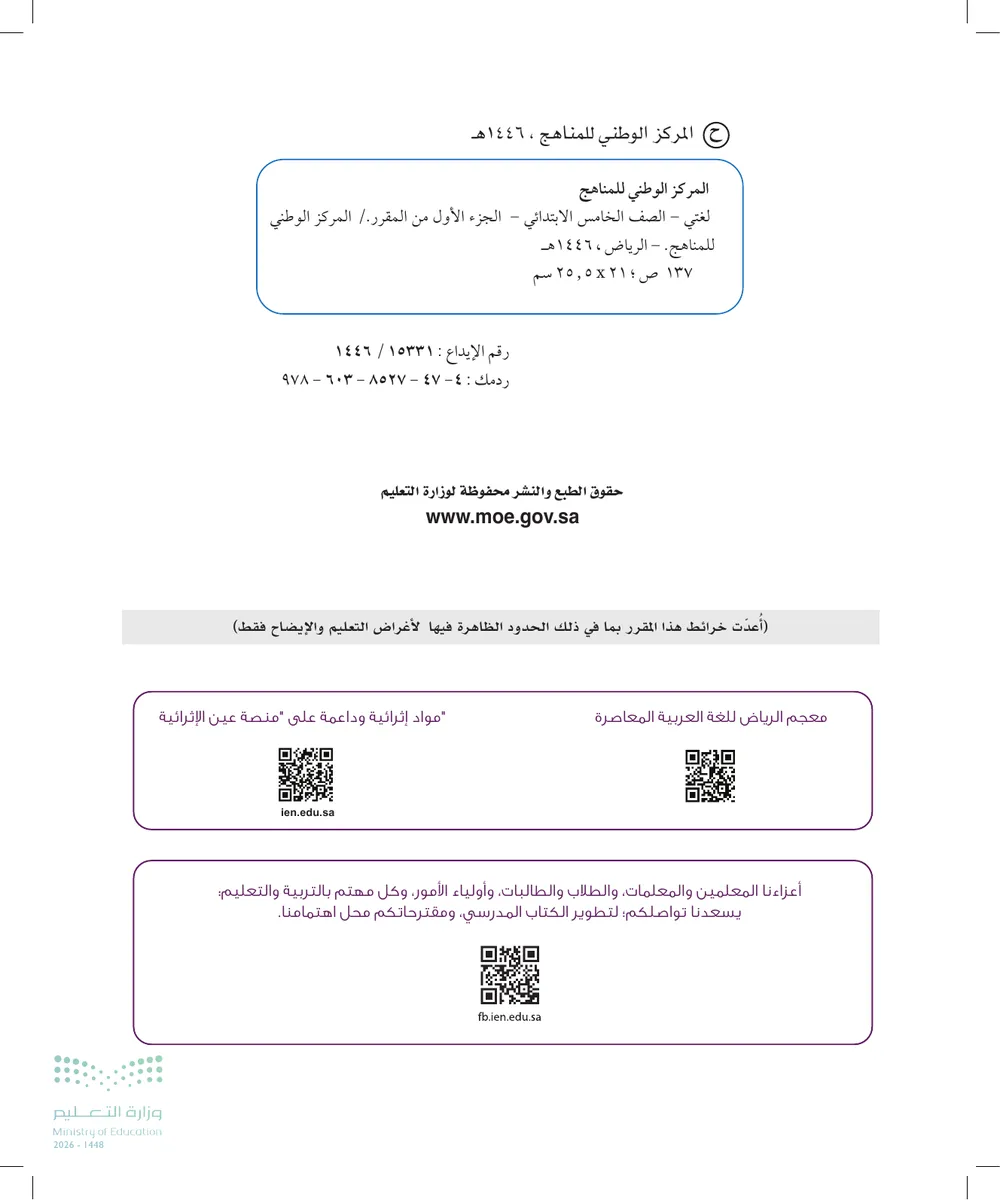 ح المركز الوطني للمناهج ، ١٤٤٦هـ
المركز الوطني للمناهج
لغتي – الصف الخامس الابتدائي – الجزء الأول من المقرر./ المركز الوطني
للمناهج. – الرياض ، ١٤٤٦هـ
١٣٧ ص ؛ ٢١ x ٢٥,٥ سم
رقم الإيداع : ١٥٣٣١ / ١٤٤٦
ردمك : ٤ – ٤٧ – ٨٥٢٧ – ٦٠٣ – ٩٧٨
حقوق الطبع والنشر محفوظة لوزارة التعليم
www.moe.gov.sa
(أُعدّت خرائط هذا المقرر بما في ذلك الحدود الظاهرة فيها لأغراض التعليم والإيضاح فقط)
معجم الرياض للغة العربية المعاصرة
"مواد إثرائية وداعمة على "منصة عين الإثرائية
ien.edu.sa
أعزاءنا المعلمين والمعلمات، والطلاب والطالبات، وأولياء الأمور، وكل مهتم بالتربية والتعليم:
يسعدنا تواصلكم؛ لتطوير الكتاب المدرسي، ومقترحاتكم محل اهتمامنا.
fb.ien.edu.sa
وزارة التعليم
Ministry of Education
2026 - 1448